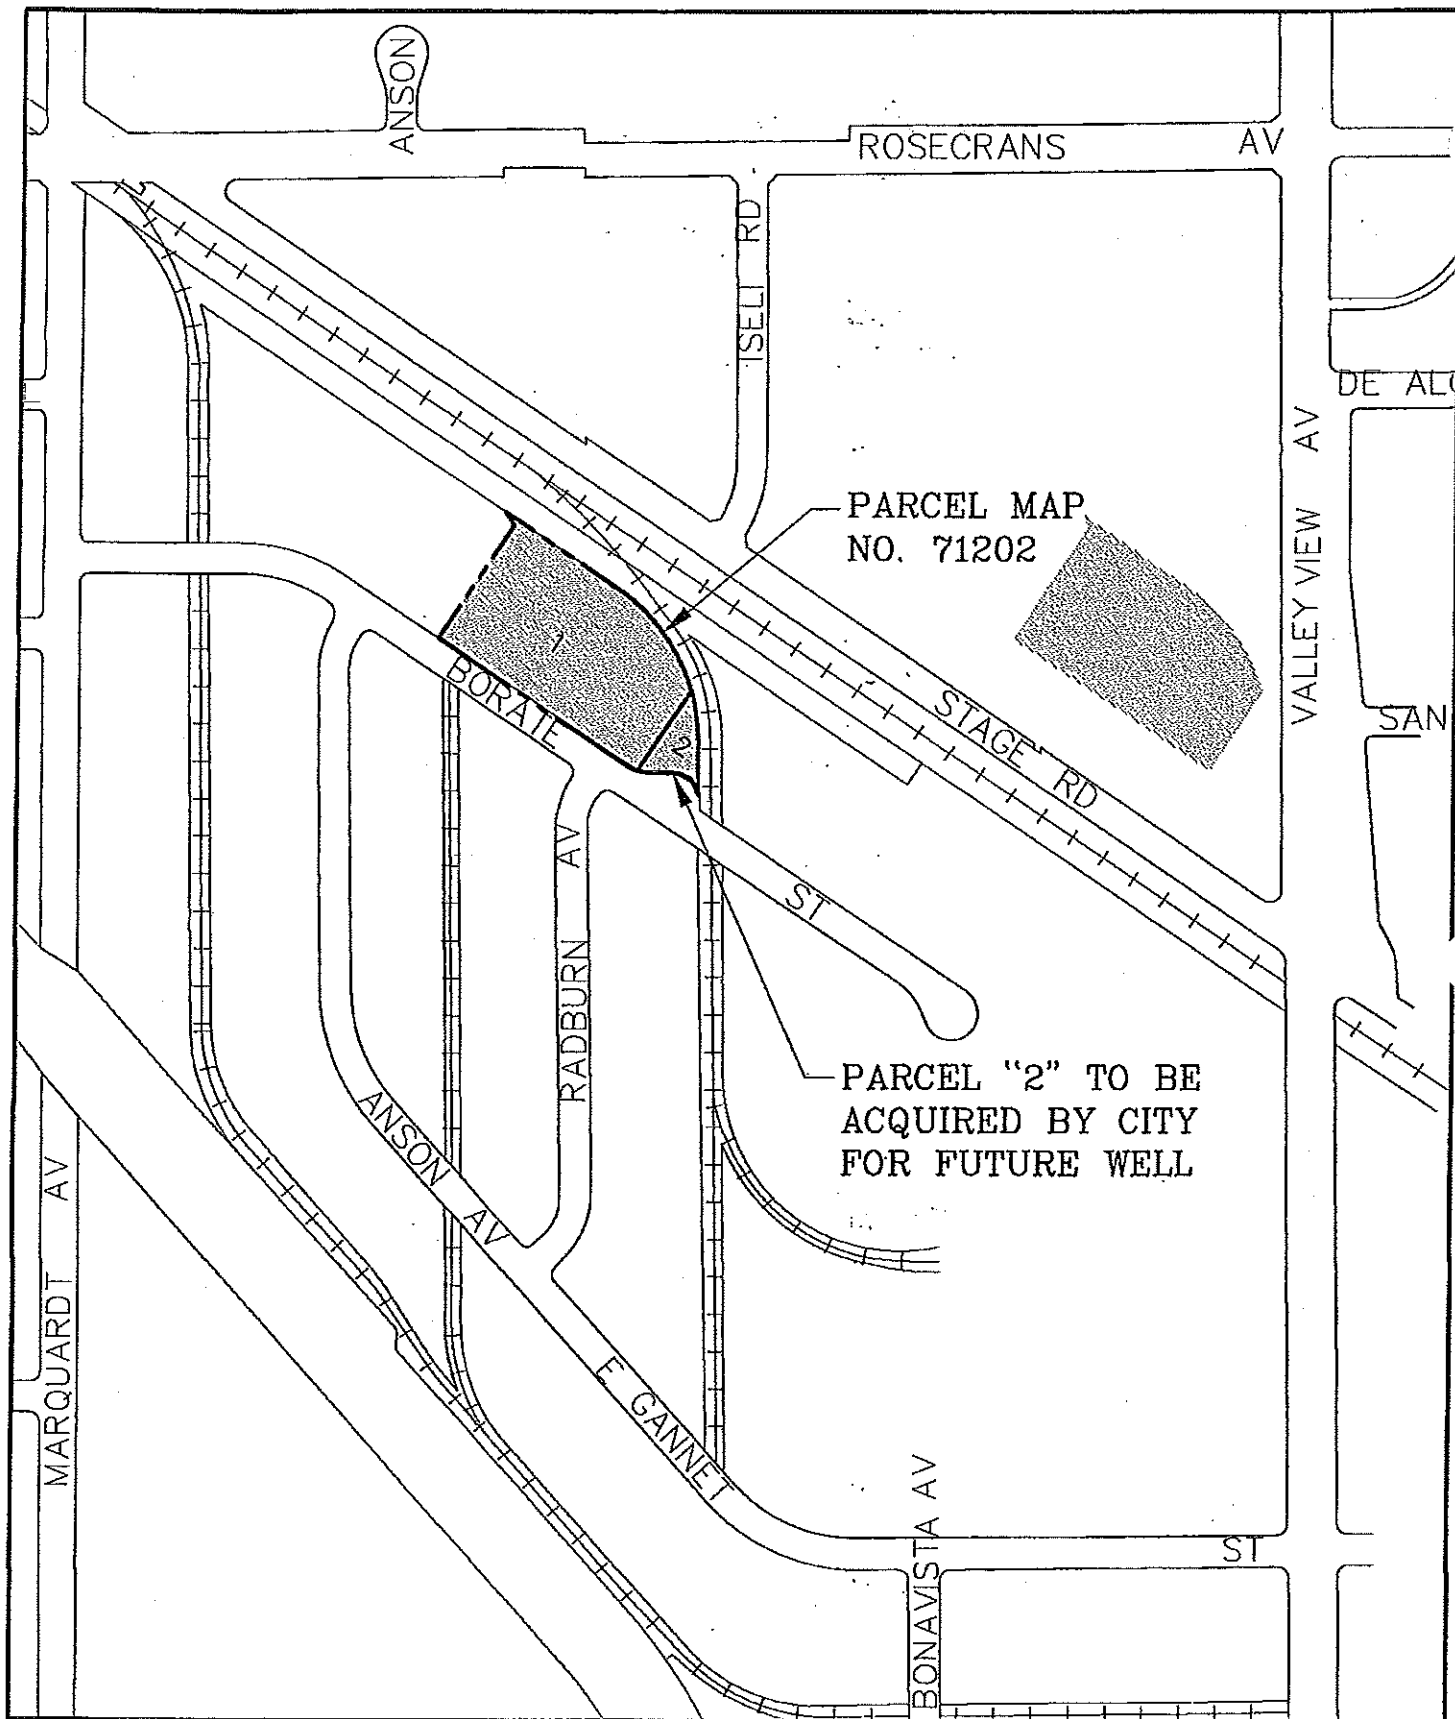 ANSON
ROSECRANS AV
ISELI RD
DE AL
VALLEY VIEW AV
PARCEL MAP
NO. 71202
1
BORATE
2
STAGE RD
SAN
ST
RADBURN AV
PARCEL "2" TO BE
ACQUIRED BY CITY
FOR FUTURE WELL
ANSON AV
MARQUARDT AV
E GANNET
BONAVISTA AV
ST